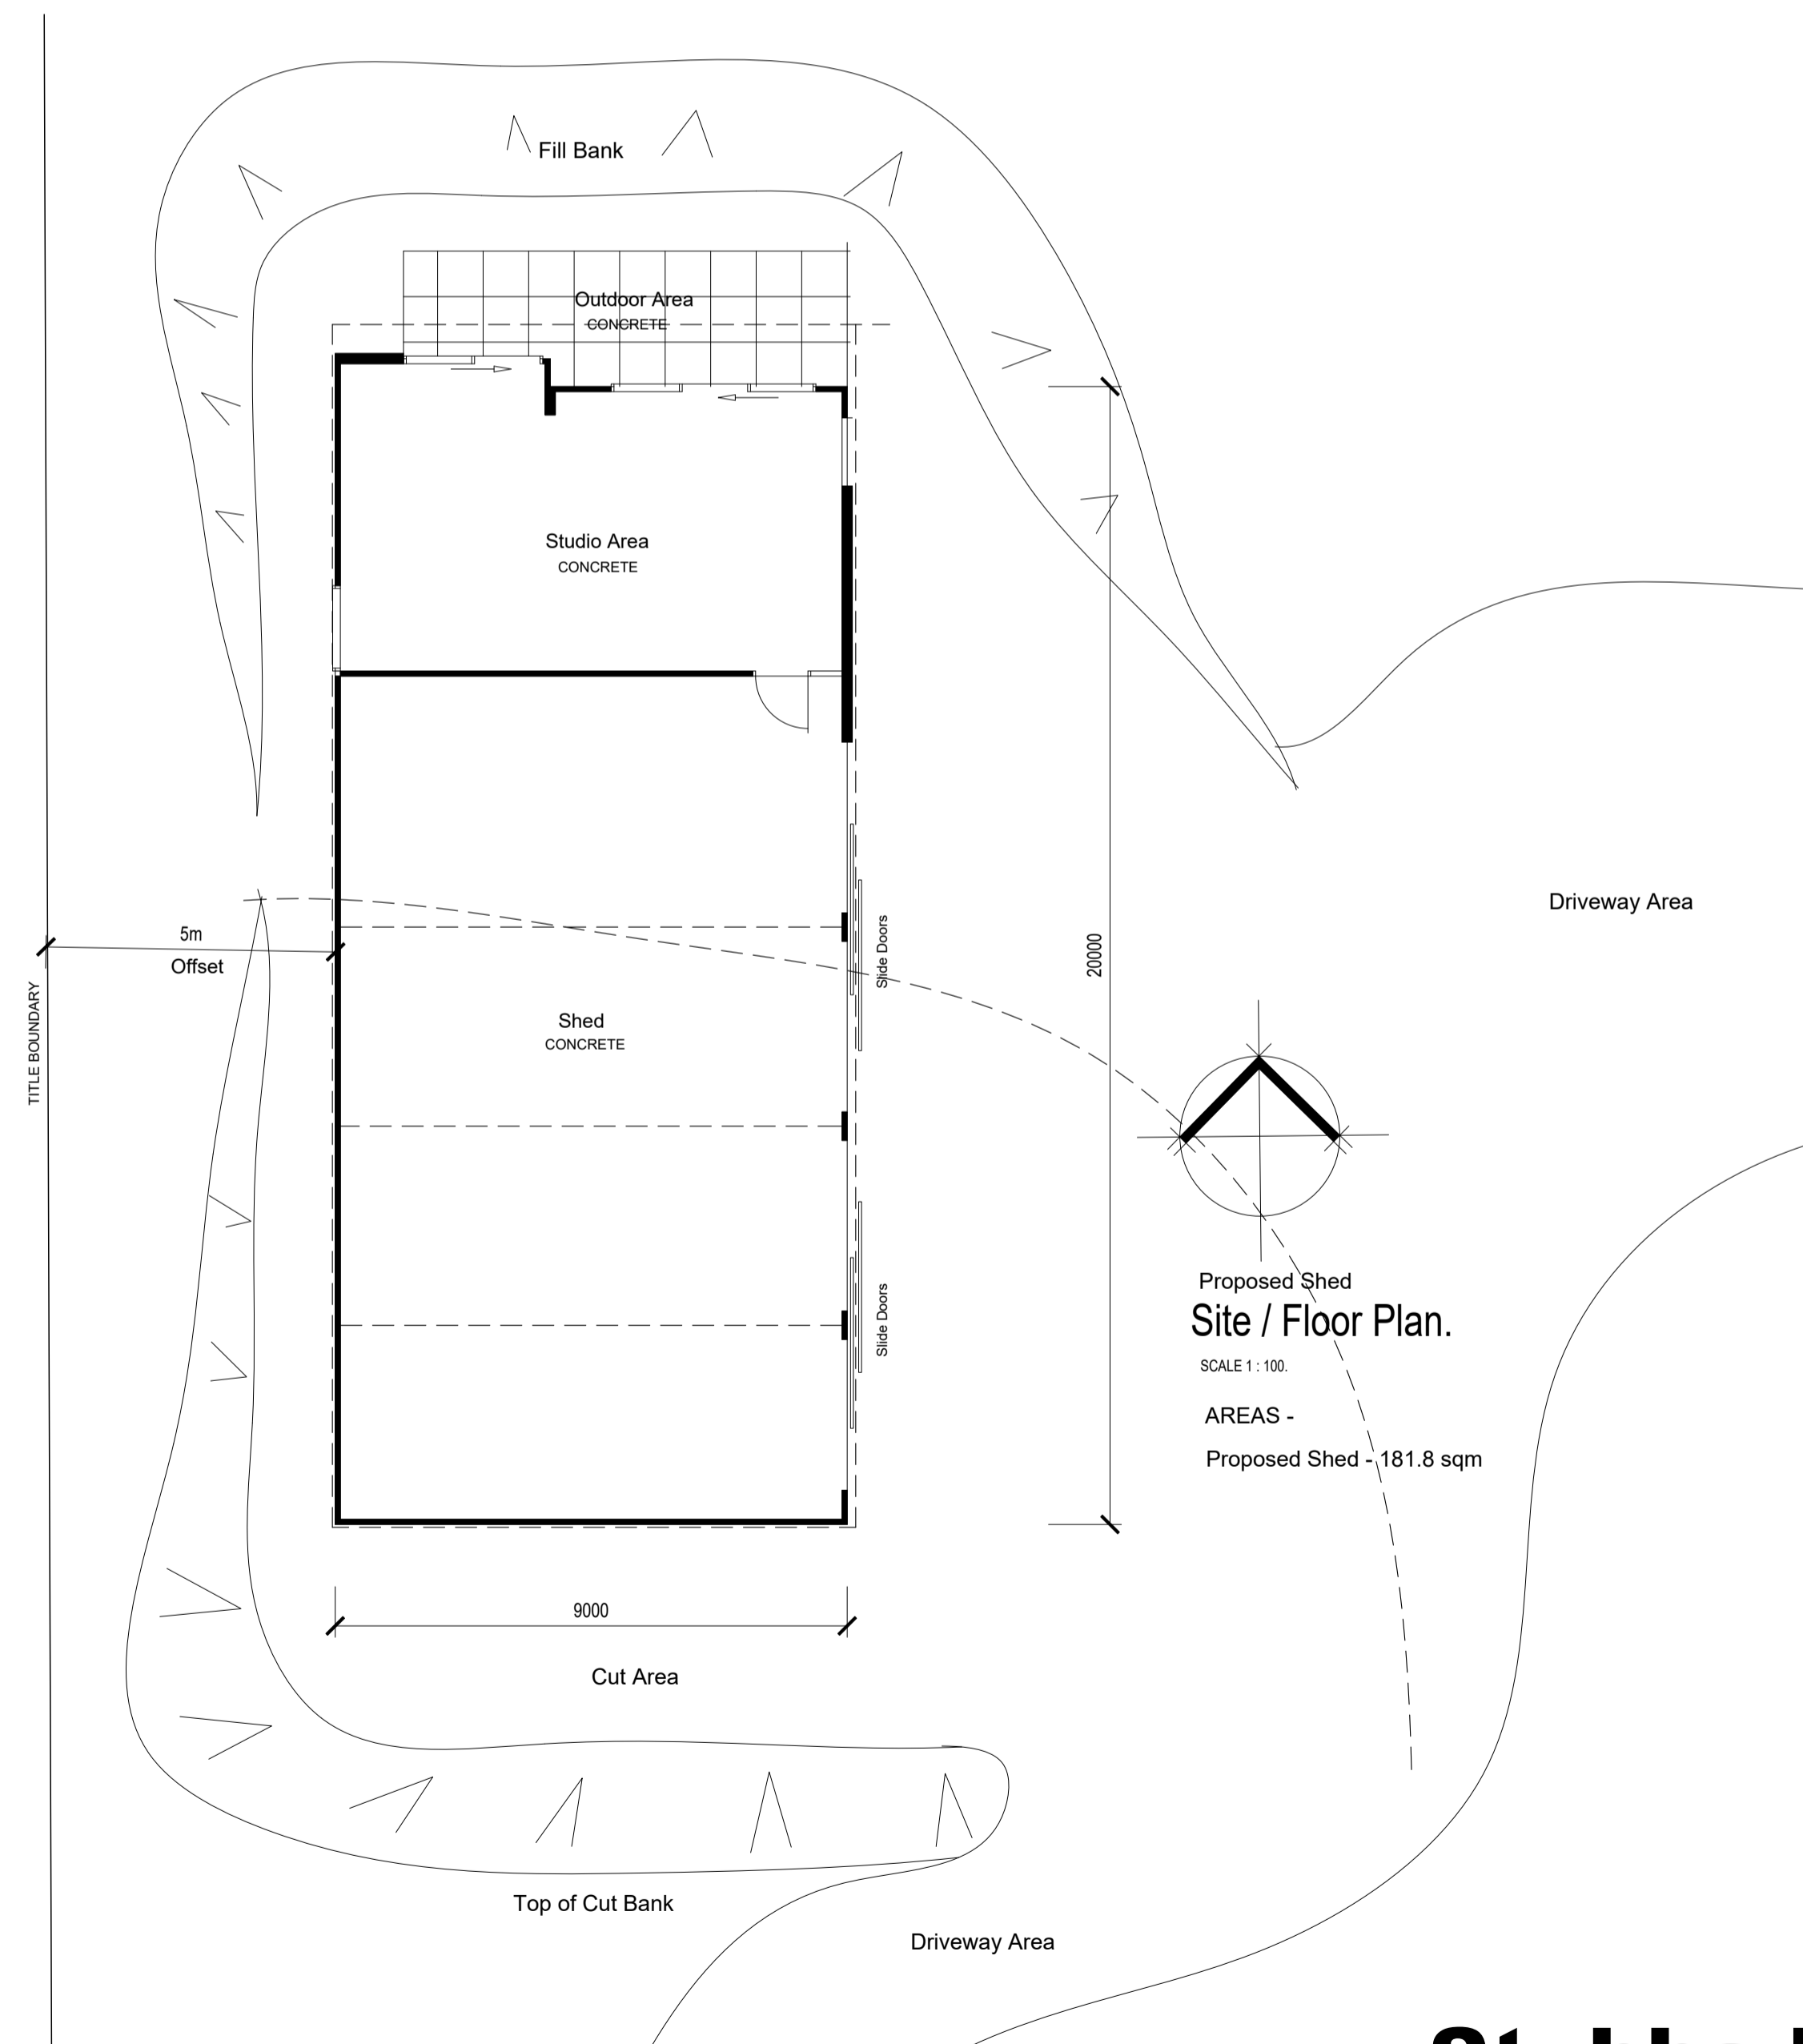 Fill Bank
Outdoor Area
CONCRETE
Studio Area
CONCRETE
Driveway Area
5m
Offset
TITLE BOUNDARY
Slide Doors
20000
Shed
CONCRETE
Slide Doors
Proposed Shed
Site / Floor Plan.
SCALE 1 : 100.
AREAS -
Proposed Shed - 181.8 sqm
9000
Cut Area
Top of Cut Bank
Driveway Area